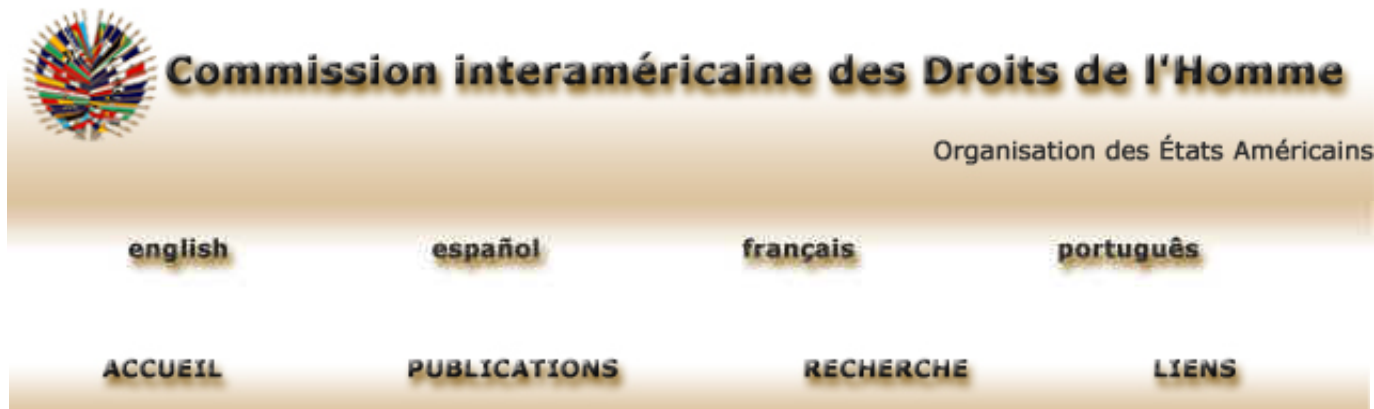 Commission interaméricaine des Droits de l'Homme
Organisation des États Américains
english español français português
ACCUEIL PUBLICATIONS RECHERCHE LIENS